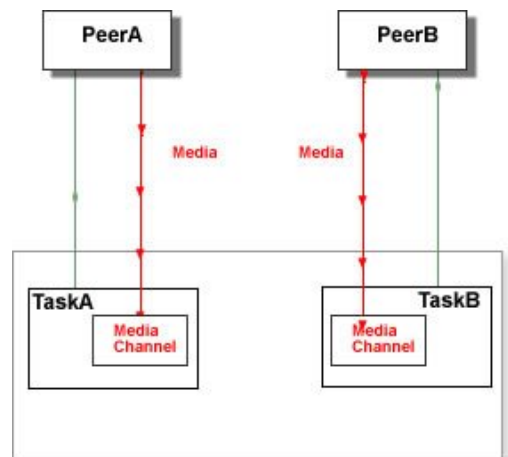 PeerA
PeerB
Media
Media
TaskA
TaskB
Media
Channel
Media
Channel